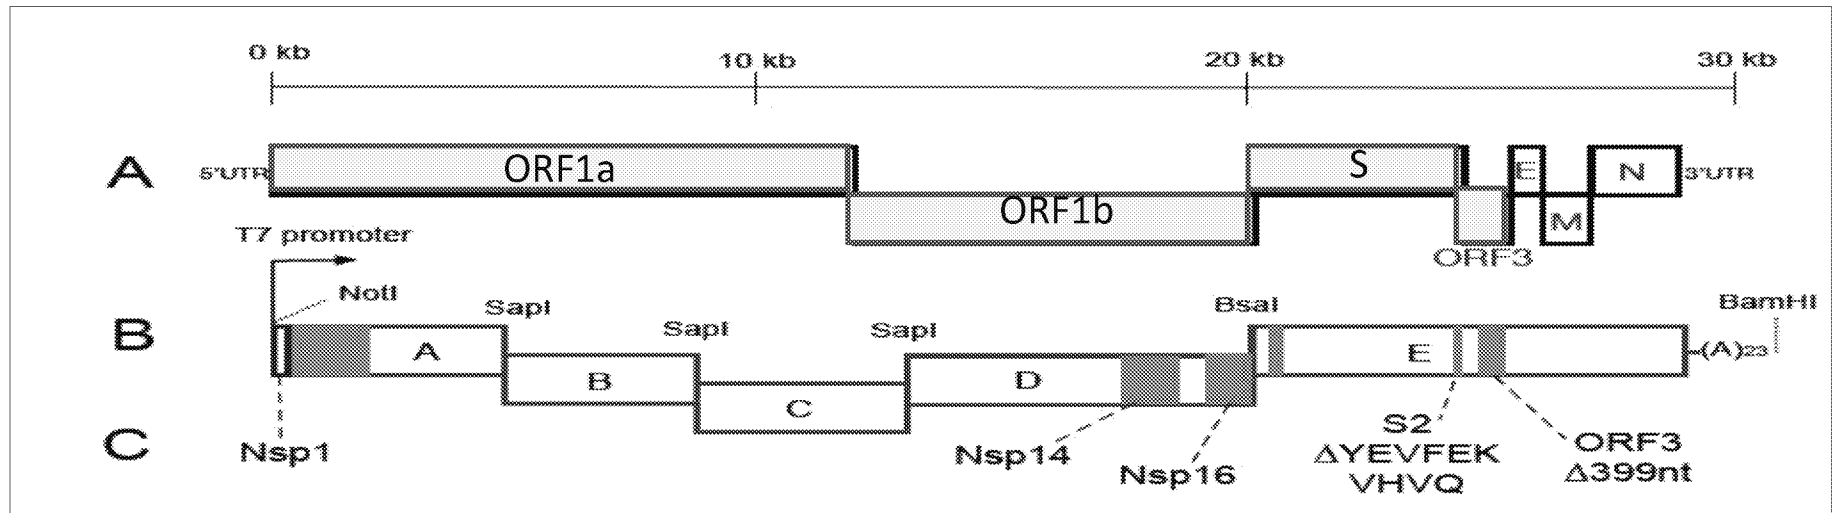 0 kb 10 kb 20 kb 30 kb
A 5'UTR ORF1a ORF1b S ORF3 E M N 3'UTR
T7 promoter
NotI SapI SapI SapI BsaI BamHI
B A B C D E (A)23
C Nsp1 Nsp14 Nsp16 S2 ORF3
ΔYEVFEK Δ399nt
VHVQ